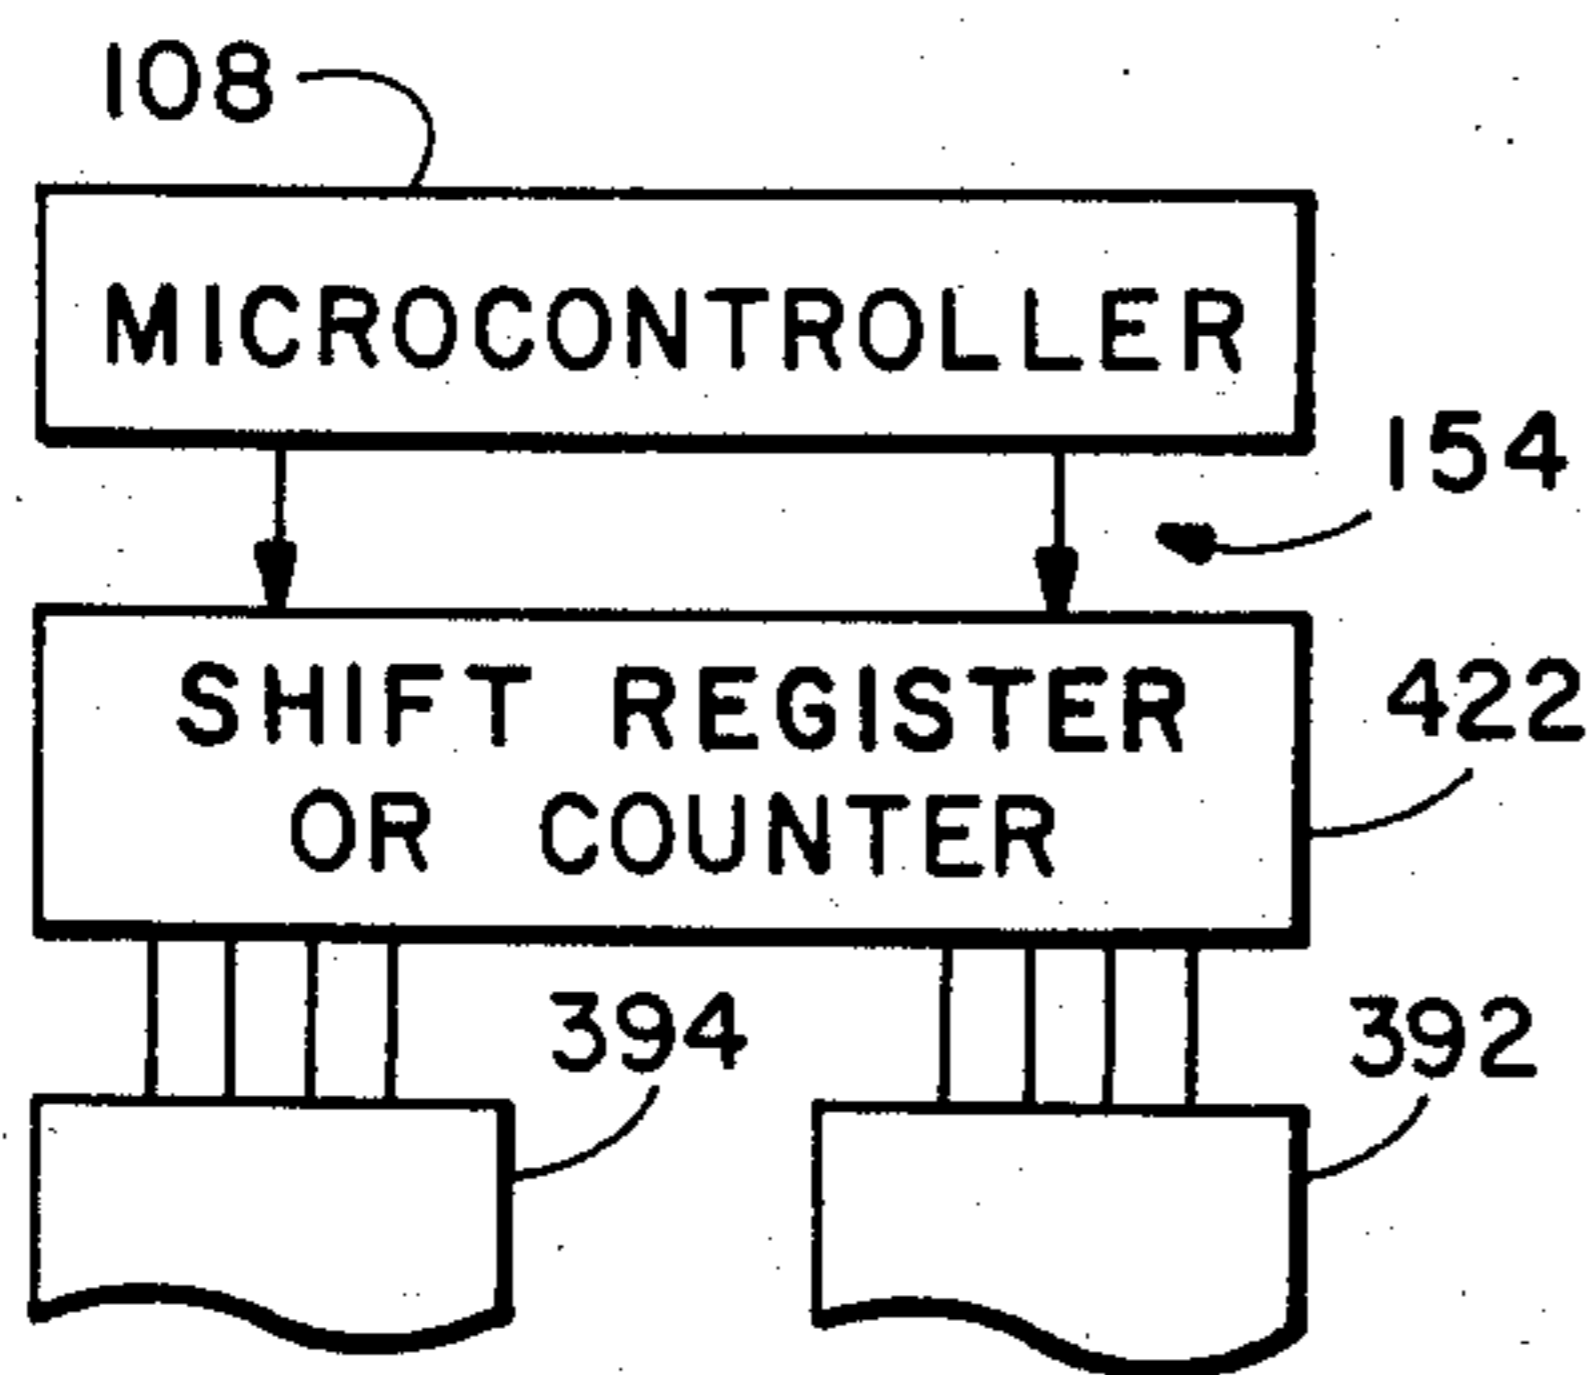 108
MICROCONTROLLER
154
SHIFT REGISTER
422
OR COUNTER
394
392